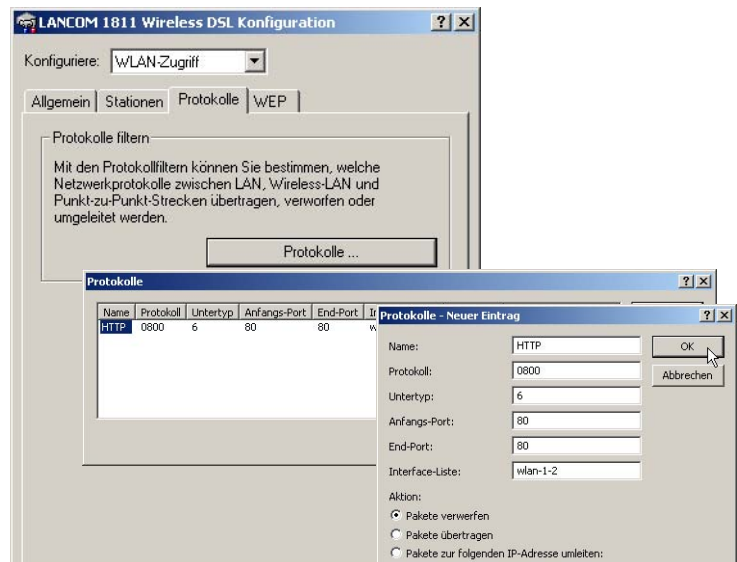 LANCOM 1811 Wireless DSL Konfiguration
Konfiguriere: WLAN-Zugriff
Allgemein Stationen Protokolle WEP
Protokolle filtern
Mit den Protokollfiltern können Sie bestimmen, welche
Netzwerkprotokolle zwischen LAN, Wireless-LAN und
Punkt-zu-Punkt-Strecken übertragen, verworfen oder
umgeleitet werden.
Protokolle ...
Protokolle
Name Protokoll Untertyp Anfangs-Port End-Port
HTTP 0800 6 80 80
Protokolle - Neuer Eintrag
Name: HTTP
OK
Protokoll: 0800
Abbrechen
Untertyp: 6
Anfangs-Port: 80
End-Port: 80
Interface-Liste: wlan-1-2
Aktion:
Pakete verwerfen
Pakete übertragen
Pakete zur folgenden IP-Adresse umleiten: